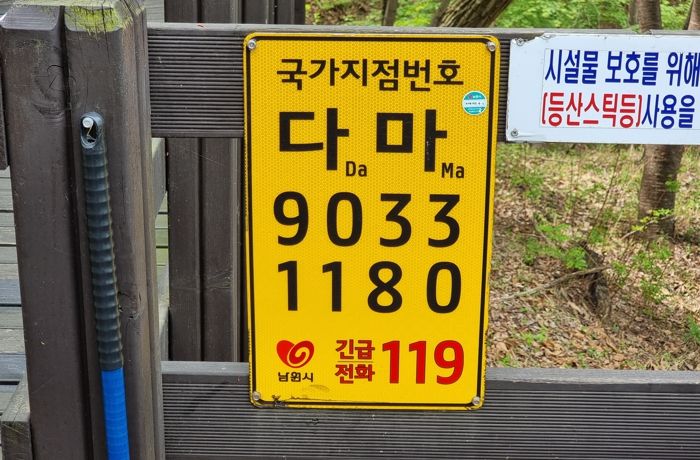 국가지점번호
다 Da 마 Ma
9033
1180
남원시
긴급
전화 119
시설물 보호를 위해
(등산스틱등)사용을